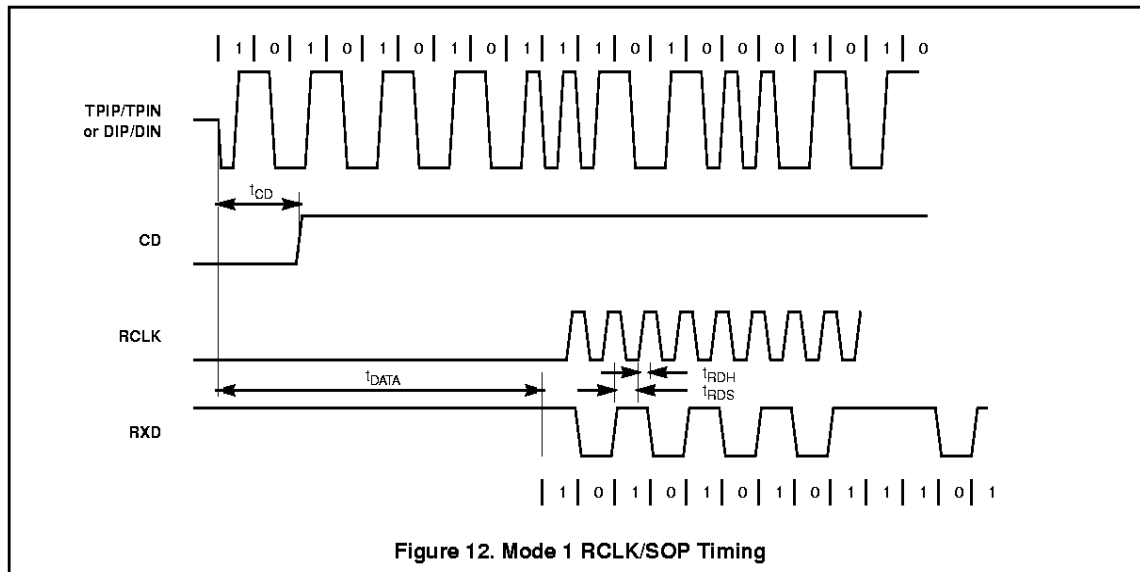 | 1 | 0 | 1 | 0 | 1 | 0 | 1 | 0 | 1 | 1 | 1 | 0 | 1 | 0 | 0 | 0 | 1 | 0 | 1 | 0
TPIP/TPIN
or DIP/DIN
tCD
CD
RCLK
tDATA
tRDH
tRDS
RXD
| 1 | 0 | 1 | 0 | 1 | 0 | 1 | 0 | 1 | 1 | 1 | 0 | 1
Figure 12. Mode 1 RCLK/SOP Timing